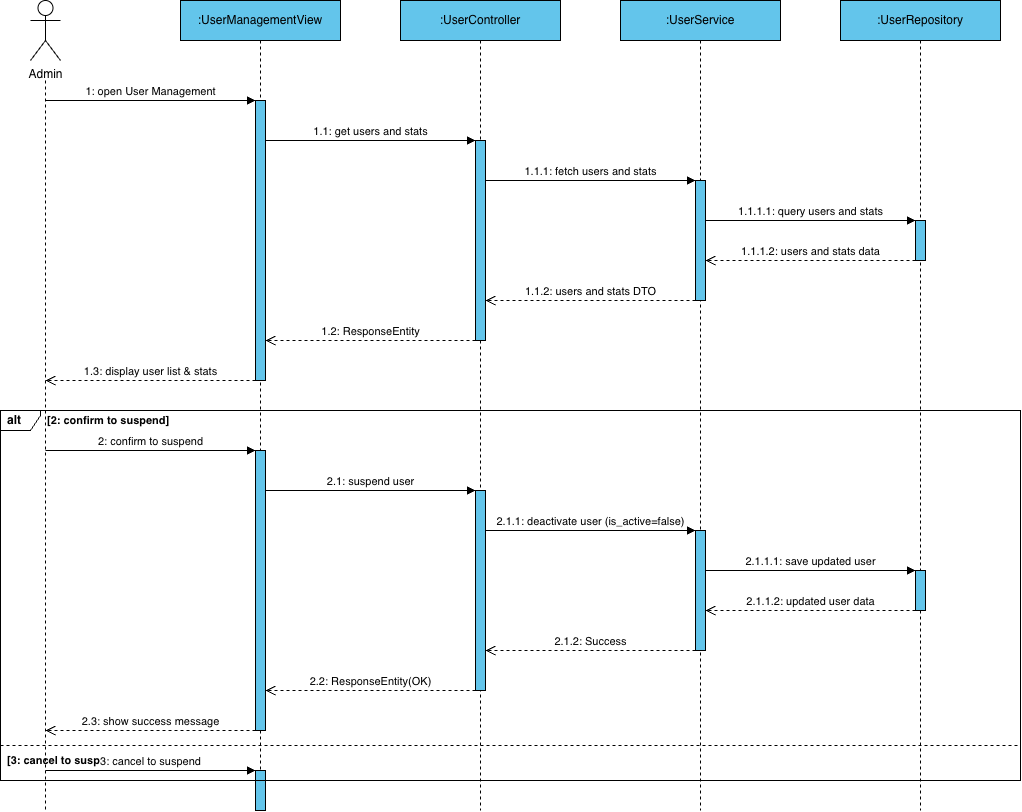 :UserManagementView
:UserController
:UserService
:UserRepository
Admin
1: open User Management
1.1: get users and stats
1.1.1: fetch users and stats
1.1.1.1: query users and stats
1.1.1.2: users and stats data
1.1.2: users and stats DTO
1.2: ResponseEntity
1.3: display user list & stats
alt
[2: confirm to suspend]
2: confirm to suspend
2.1: suspend user
2.1.1: deactivate user (is_active=false)
2.1.1.1: save updated user
2.1.1.2: updated user data
2.1.2: Success
2.2: ResponseEntity(OK)
2.3: show success message
[3: cancel to susp
3: cancel to suspend